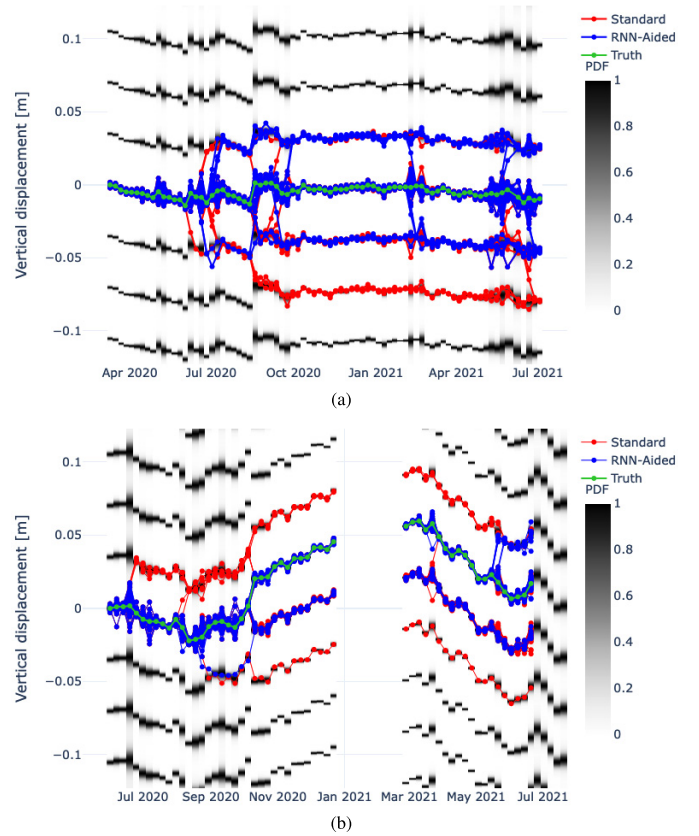 0.1
0.05
0
−0.05
−0.1
Vertical displacement [m]
Apr 2020 Jul 2020 Oct 2020 Jan 2021 Apr 2021 Jul 2021
Standard
RNN-Aided
Truth
PDF
1
0.8
0.6
0.4
0.2
0
(a)
0.1
0.05
0
−0.05
−0.1
Vertical displacement [m]
Jul 2020 Sep 2020 Nov 2020 Jan 2021 Mar 2021 May 2021 Jul 2021
Standard
RNN-Aided
Truth
PDF
1
0.8
0.6
0.4
0.2
0
(b)